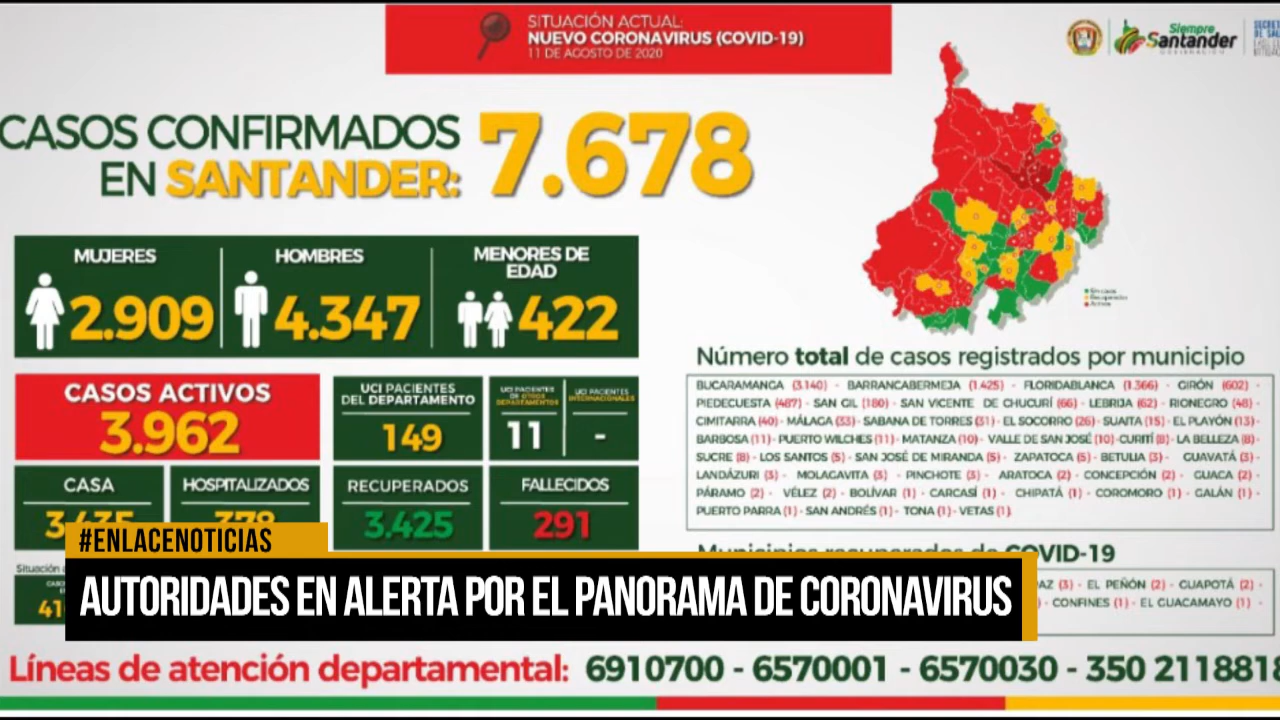 SITUACIÓN ACTUAL:
NUEVO CORONAVIRUS (COVID-19)
11 DE AGOSTO DE 2020
Siempre
Santander
CASOS CONFIRMADOS
EN SANTANDER: 7.678
MUJERES
2.909
HOMBRES
4.347
MENORES DE
EDAD
422
CASOS ACTIVOS
3.962
UCI PACIENTES
DEL DEPARTAMENTO
149
UCI PACIENTES
DE OTROS
DEPARTAMENTOS
11
UCI PACIENTES
INTERNACIONALES
-
CASA
HOSPITALIZADOS
RECUPERADOS
3.425
FALLECIDOS
291
Número total de casos registrados por municipio
BUCARAMANGA (3.140) - BARRANCABERMEJA (1.425) - FLORIDABLANCA (1.366) - GIRÓN (602) -
PIEDECUESTA (487) - SAN GIL (180) - SAN VICENTE DE CHUCURÍ (66) - LEBRIJA (62) - RIONEGRO (48) -
CIMITARRA (40) - MÁLAGA (33) - SABANA DE TORRES (31) - EL SOCORRO (26) - SUAITA (15) - EL PLAYÓN (13) -
BARBOSA (11) - PUERTO WILCHES (11) - MATANZA (10) - VALLE DE SAN JOSÉ (10) - CURITÍ (8) - LA BELLEZA (8) -
SUCRE (8) - LOS SANTOS (5) - SAN JOSÉ DE MIRANDA (5) - ZAPATOCA (5) - BETULIA (3) - GUAVATÁ (3) -
LANDÁZURI (3) - MOLAGAVITA (3) - PINCHOTE (3) - ARATOCA (2) - CONCEPCIÓN (2) - GUACA (2) -
PÁRAMO (2) - VÉLEZ (2) - BOLÍVAR (1) - CARCASÍ (1) - CHIPATÁ (1) - COROMORO (1) - GALÁN (1) -
PUERTO PARRA (1) - SAN ANDRÉS (1) - TONA (1) - VETAS (1).
COVID-19
(3) - EL PEÑÓN (2) - GUAPOTÁ (2) -
- CONFINES (1) - EL GUACAMAYO (1) -
#ENLACENOTICIAS
AUTORIDADES EN ALERTA POR EL PANORAMA DE CORONAVIRUS
Líneas de atención departamental: 6910700 - 6570001 - 6570030 - 350 2118818